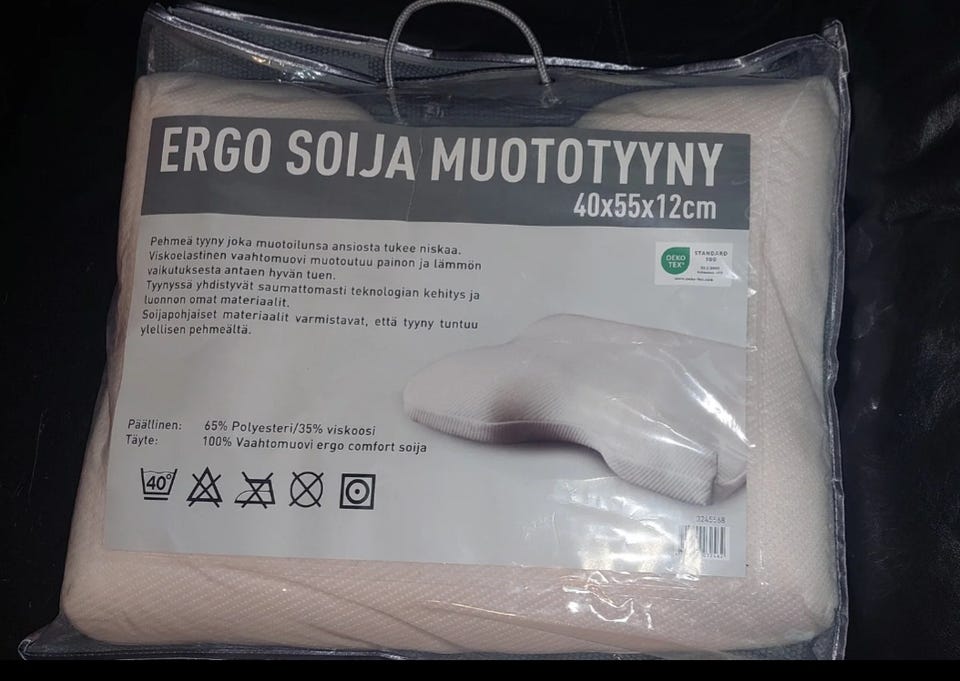 ERGO SOIJA MUOTOTYYNY
40x55x12cm
Pehmeä tyyny joka muotoilunsa ansiosta tukee niskaa.
Viskoelastinen vaahtomuovi muotoutuu painon ja lämmön
vaikutuksesta antaen hyvän tuen.
Tyynyssä yhdistyvät saumattomasti teknologian kehitys ja
luonnon omat materiaalit.
Soijapohjaiset materiaalit varmistavat, että tyyny tuntuu
ylellisen pehmeältä.
OEKO
TEX®
STANDARD
100
Päällinen: 65% Polyesteri/35% viskoosi
Täyte: 100% Vaahtomuovi ergo comfort soija
40°
3245568